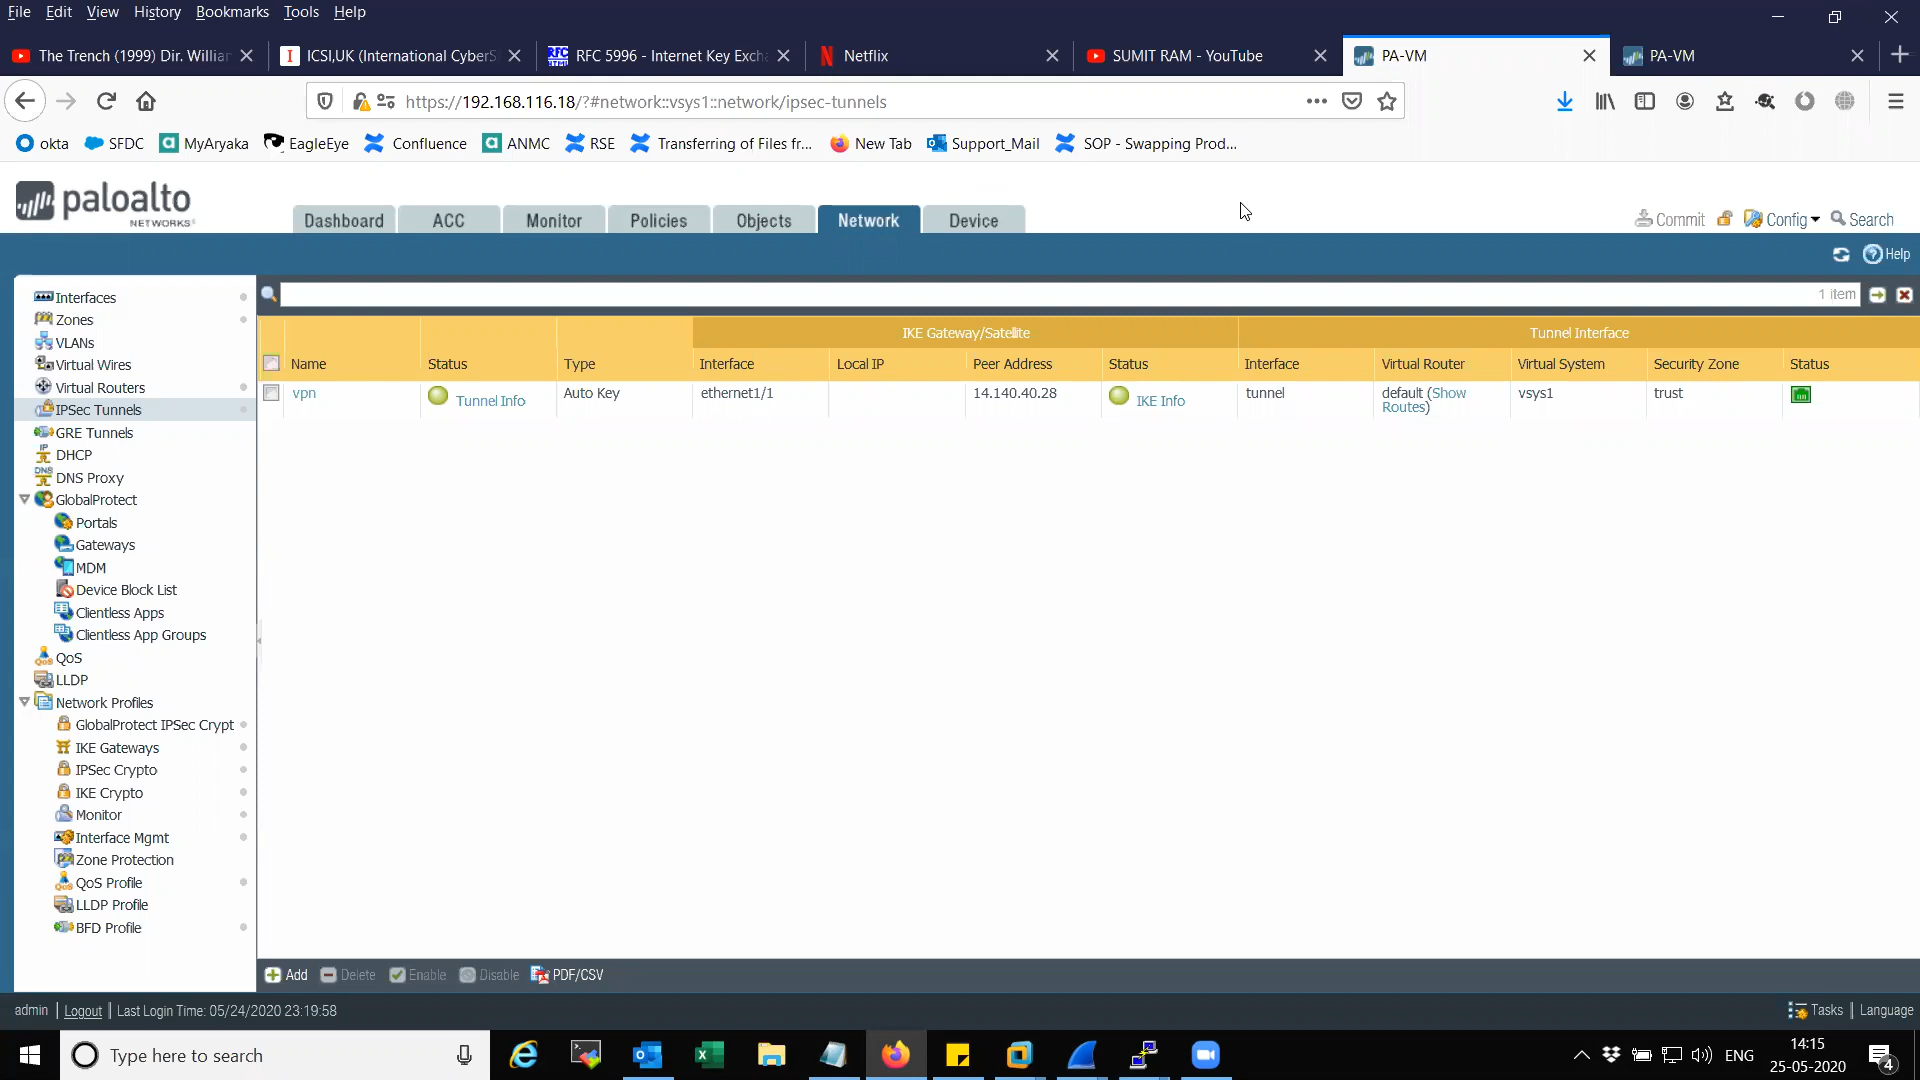 File Edit View History Bookmarks Tools Help
The Trench (1999) Dir. Willian
ICSI,UK (International CyberS
RFC 5996 - Internet Key Excha
Netflix
SUMIT RAM - YouTube
PA-VM
PA-VM
https://192.168.116.18/?#network::vsys1::network/ipsec-tunnels
okta SFDC MyAryaka EagleEye Confluence ANMC RSE Transferring of Files fr... New Tab Support_Mail SOP - Swapping Prod...
paloalto
NETWORKS
Dashboard ACC Monitor Policies Objects Network Device
Commit Config Search
Help
Interfaces
Zones
VLANs
Virtual Wires
Virtual Routers
IPSec Tunnels
GRE Tunnels
DHCP
DNS Proxy
GlobalProtect
Portals
Gateways
MDM
Device Block List
Clientless Apps
Clientless App Groups
QoS
LLDP
Network Profiles
GlobalProtect IPSec Crypt
IKE Gateways
IPSec Crypto
IKE Crypto
Monitor
Interface Mgmt
Zone Protection
QoS Profile
LLDP Profile
BFD Profile
1 item
IKE Gateway/Satellite Tunnel Interface
Name Status Type Interface Local IP Peer Address Status Interface Virtual Router Virtual System Security Zone Status
vpn Tunnel Info Auto Key ethernet1/1 14.140.40.28 IKE Info tunnel default (Show Routes) vsys1 trust
Add Delete Enable Disable PDF/CSV
admin | Logout | Last Login Time: 05/24/2020 23:19:58
Tasks | Language
Type here to search
ENG
14:15
25-05-2020
4